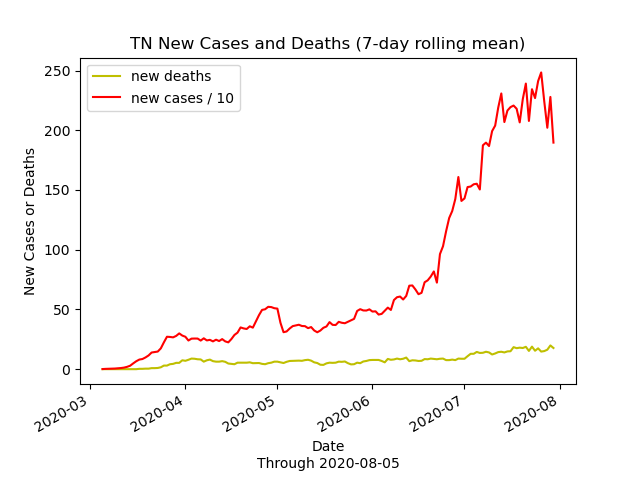 TN New Cases and Deaths (7-day rolling mean)
new deaths
new cases / 10
250
200
150
100
50
0
New Cases or Deaths
2020-03
2020-04
2020-05
2020-06
2020-07
2020-08
Date
Through 2020-08-05